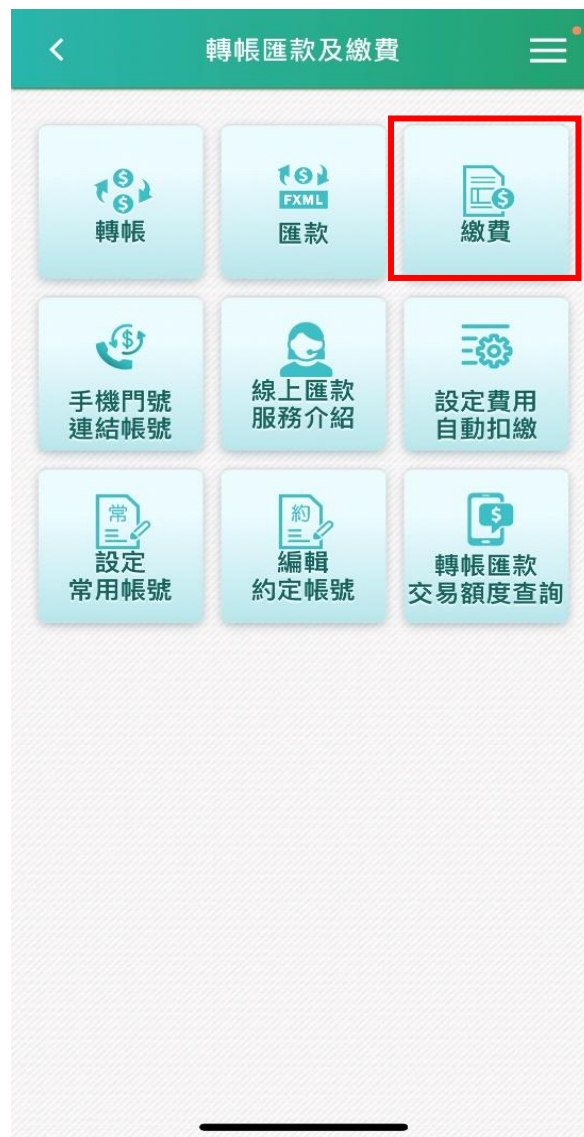 轉帳匯款及繳費
轉帳
FXML
匯款
繳費
手機門號
連結帳號
線上匯款
服務介紹
設定費用
自動扣繳
常
設定
常用帳號
約
編輯
約定帳號
轉帳匯款
交易額度查詢